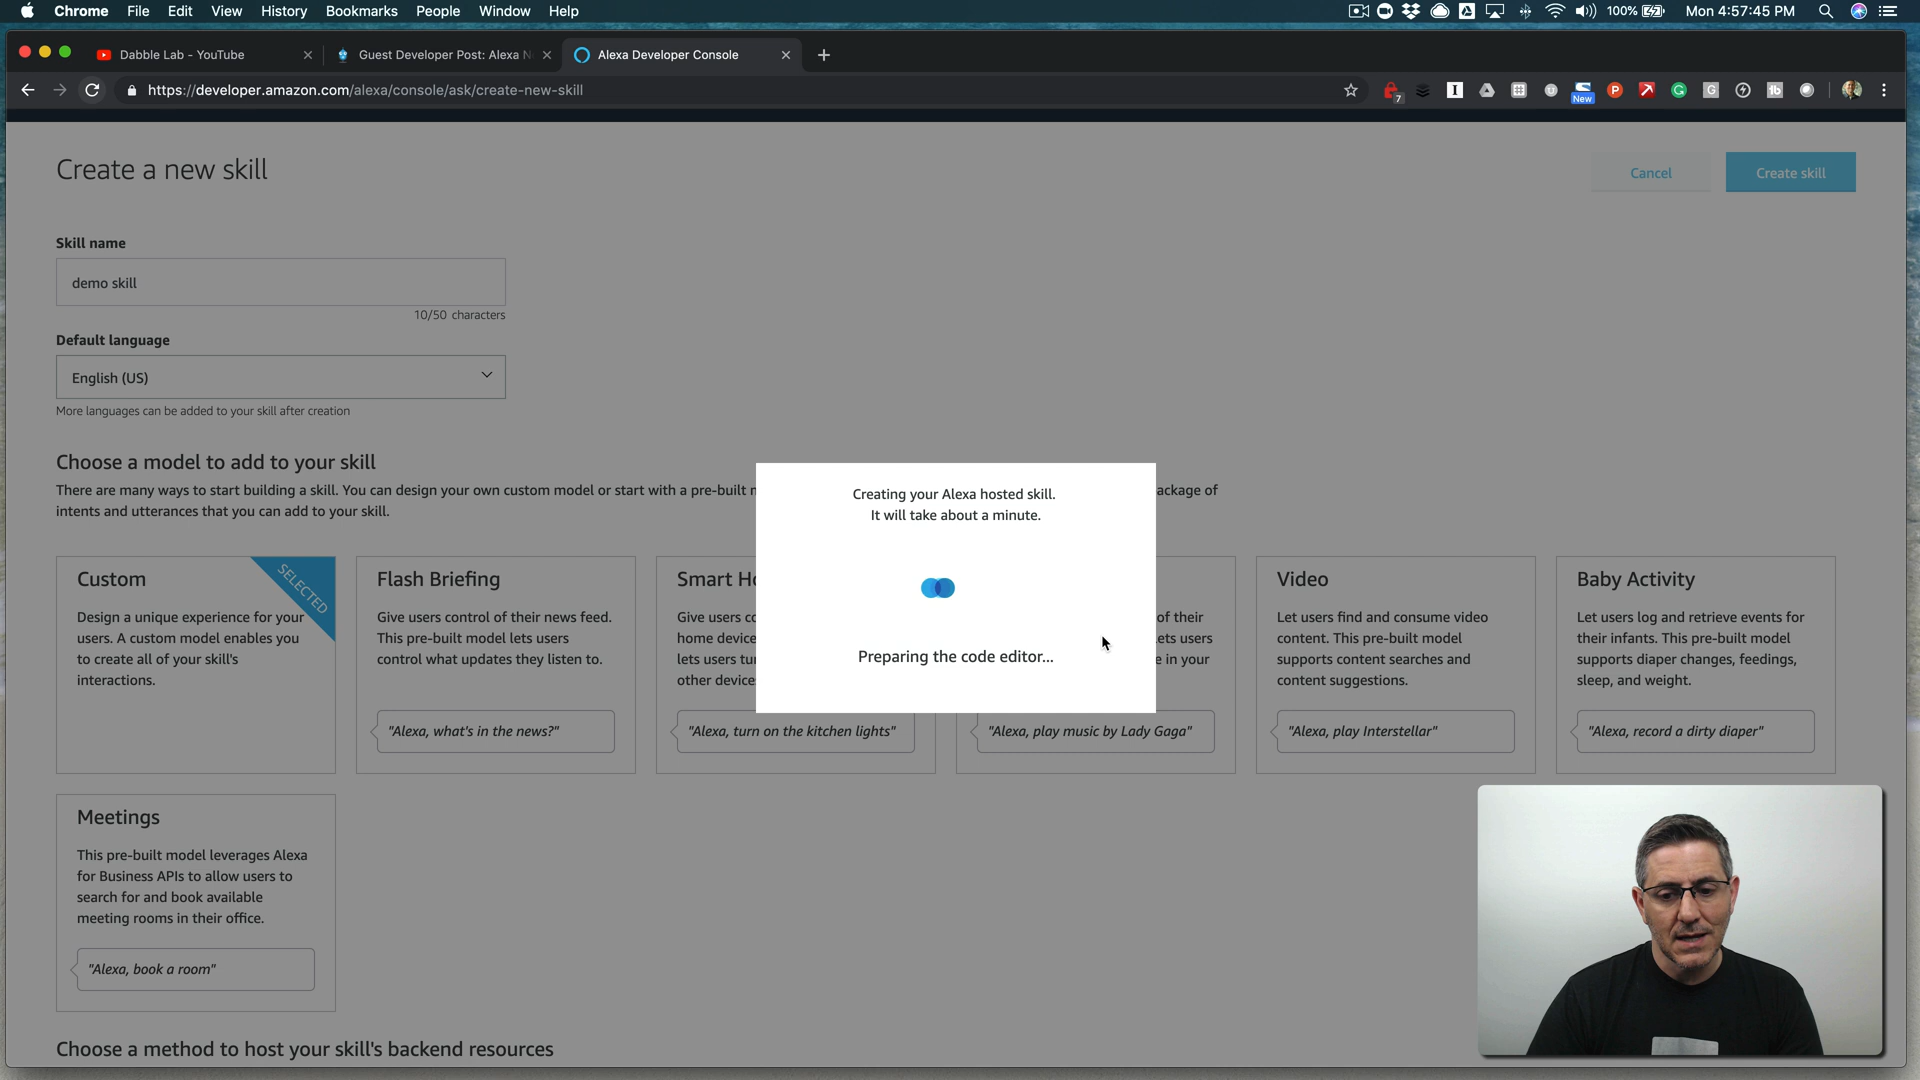 Chrome File Edit View History Bookmarks People Window Help
100% Mon 4:57:45 PM
Dabble Lab - YouTube
Guest Developer Post: Alexa N
Alexa Developer Console
https://developer.amazon.com/alexa/console/ask/create-new-skill
7
New
Create a new skill
Cancel
Create skill
Skill name
demo skill
10/50 characters
Default language
English (US)
More languages can be added to your skill after creation
Choose a model to add to your skill
There are many ways to start building a skill. You can design your own custom model or start with a pre-built m
ackage of
intents and utterances that you can add to your skill.
Creating your Alexa hosted skill.
It will take about a minute.
Preparing the code editor...
Custom
SELECTED
Design a unique experience for your
users. A custom model enables you
to create all of your skill's
interactions.
Flash Briefing
Give users control of their news feed.
This pre-built model lets users
control what updates they listen to.
"Alexa, what's in the news?"
Smart Ho
Give users co
home device
lets users tu
other device
"Alexa, turn on the kitchen lights"
of their
ets users
e in your
"Alexa, play music by Lady Gaga"
Video
Let users find and consume video
content. This pre-built model
supports content searches and
content suggestions.
"Alexa, play Interstellar"
Baby Activity
Let users log and retrieve events for
their infants. This pre-built model
supports diaper changes, feedings,
sleep, and weight.
"Alexa, record a dirty diaper"
Meetings
This pre-built model leverages Alexa
for Business APIs to allow users to
search for and book available
meeting rooms in their office.
"Alexa, book a room"
Choose a method to host your skill's backend resources